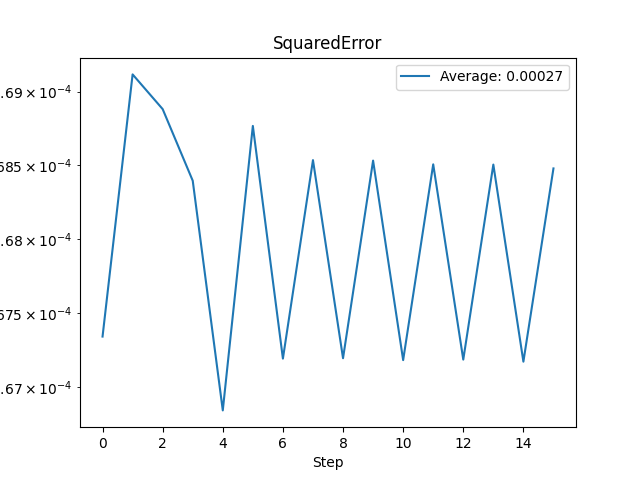 SquaredError
Average: 0.00027
.69 × 10⁻⁴
685 × 10⁻⁴
.68 × 10⁻⁴
675 × 10⁻⁴
.67 × 10⁻⁴
0 2 4 6 8 10 12 14
Step